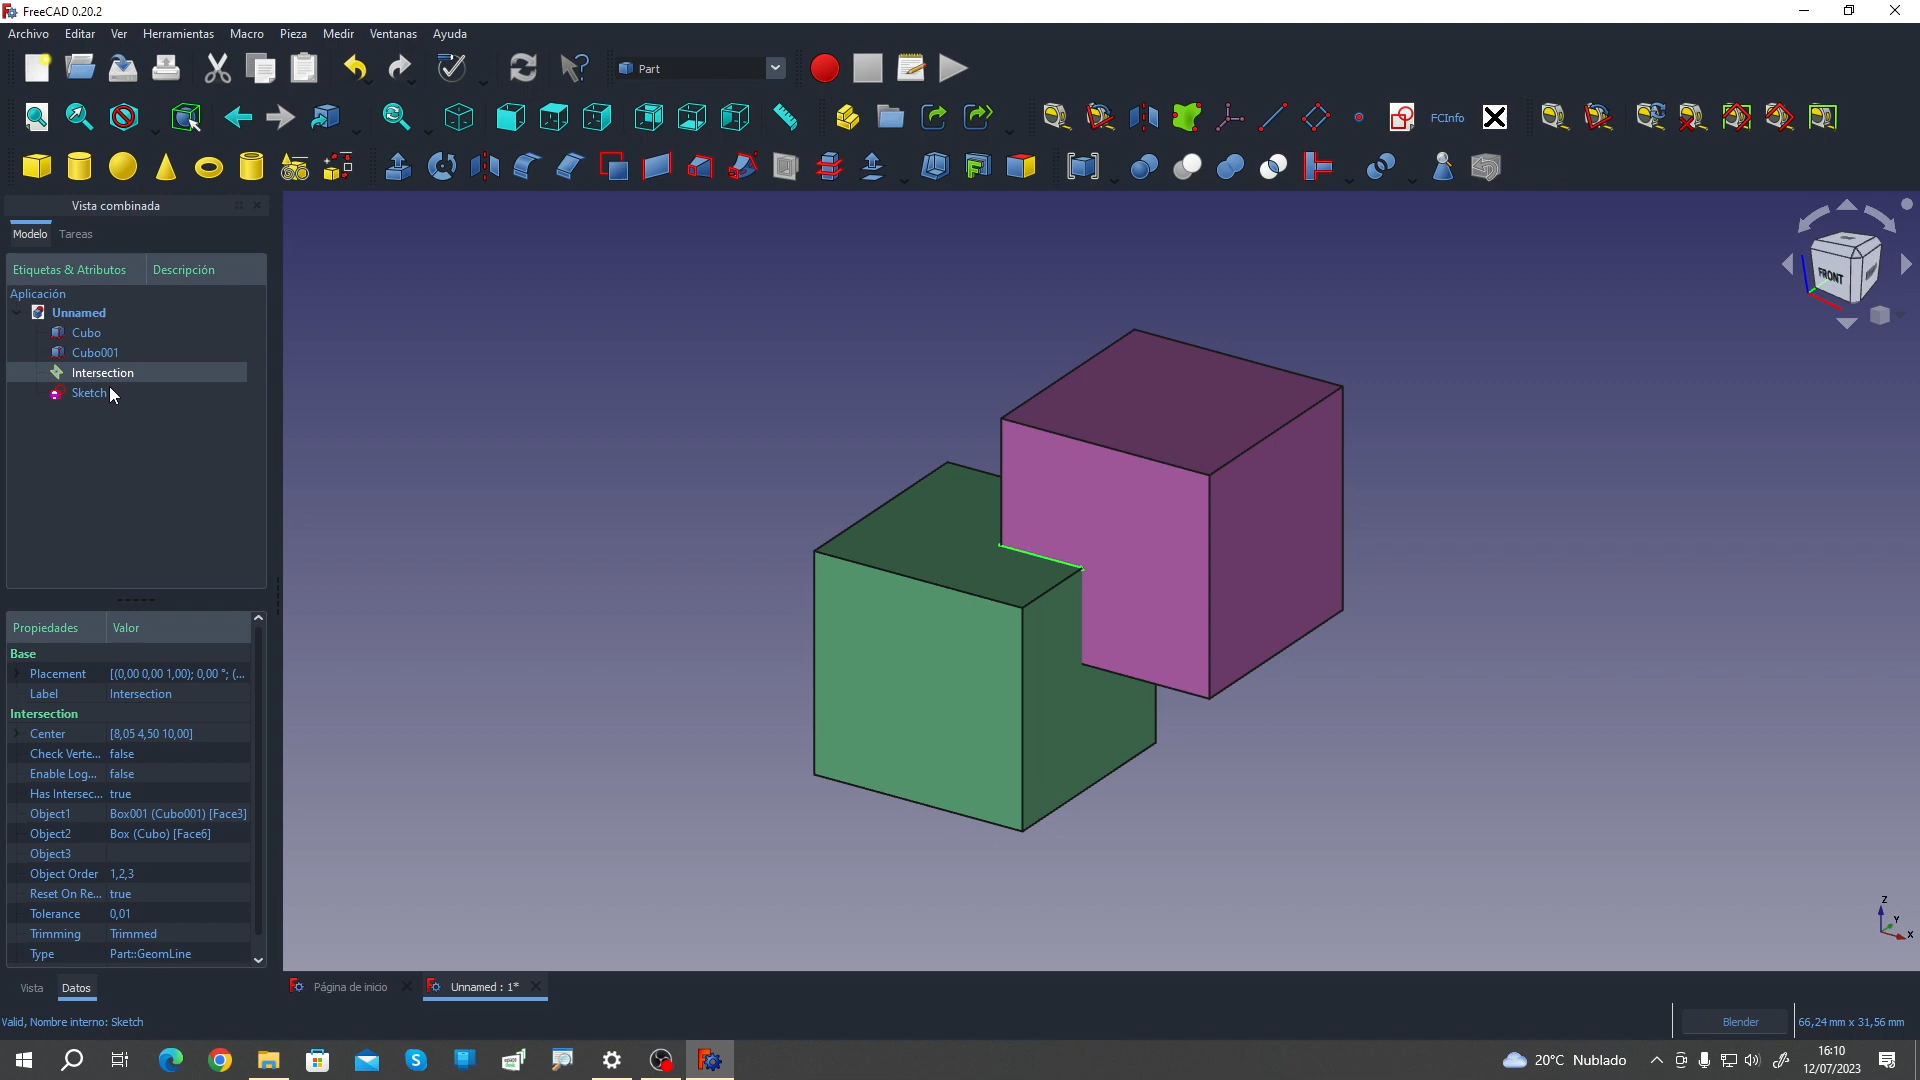 FreeCAD 0.20.2
Archivo Editar Ver Herramientas Macro Pieza Medir Ventanas Ayuda
Part
FCInfo
Vista combinada
Modelo Tareas
Etiquetas & Atributos Descripción
Aplicación
Unnamed
Cubo
Cubo001
Intersection
Sketch
FRONT
Propiedades Valor
Base
Placement [(0,00 0,00 1,00); 0,00 °; (...
Label Intersection
Intersection
Center [8,05 4,50 10,00]
Check Verte... false
Enable Log... false
Has Intersec... true
Object1 Box001 (Cubo001) [Face3]
Object2 Box (Cubo) [Face6]
Object3
Object Order 1,2,3
Reset On Re... true
Tolerance 0,01
Trimming Trimmed
Type Part::GeomLine
Z
Y
X
Vista Datos
Página de inicio Unnamed : 1*
Valid, Nombre interno: Sketch
Blender 66,24 mm x 31,56 mm
20°C Nublado
16:10
12/07/2023